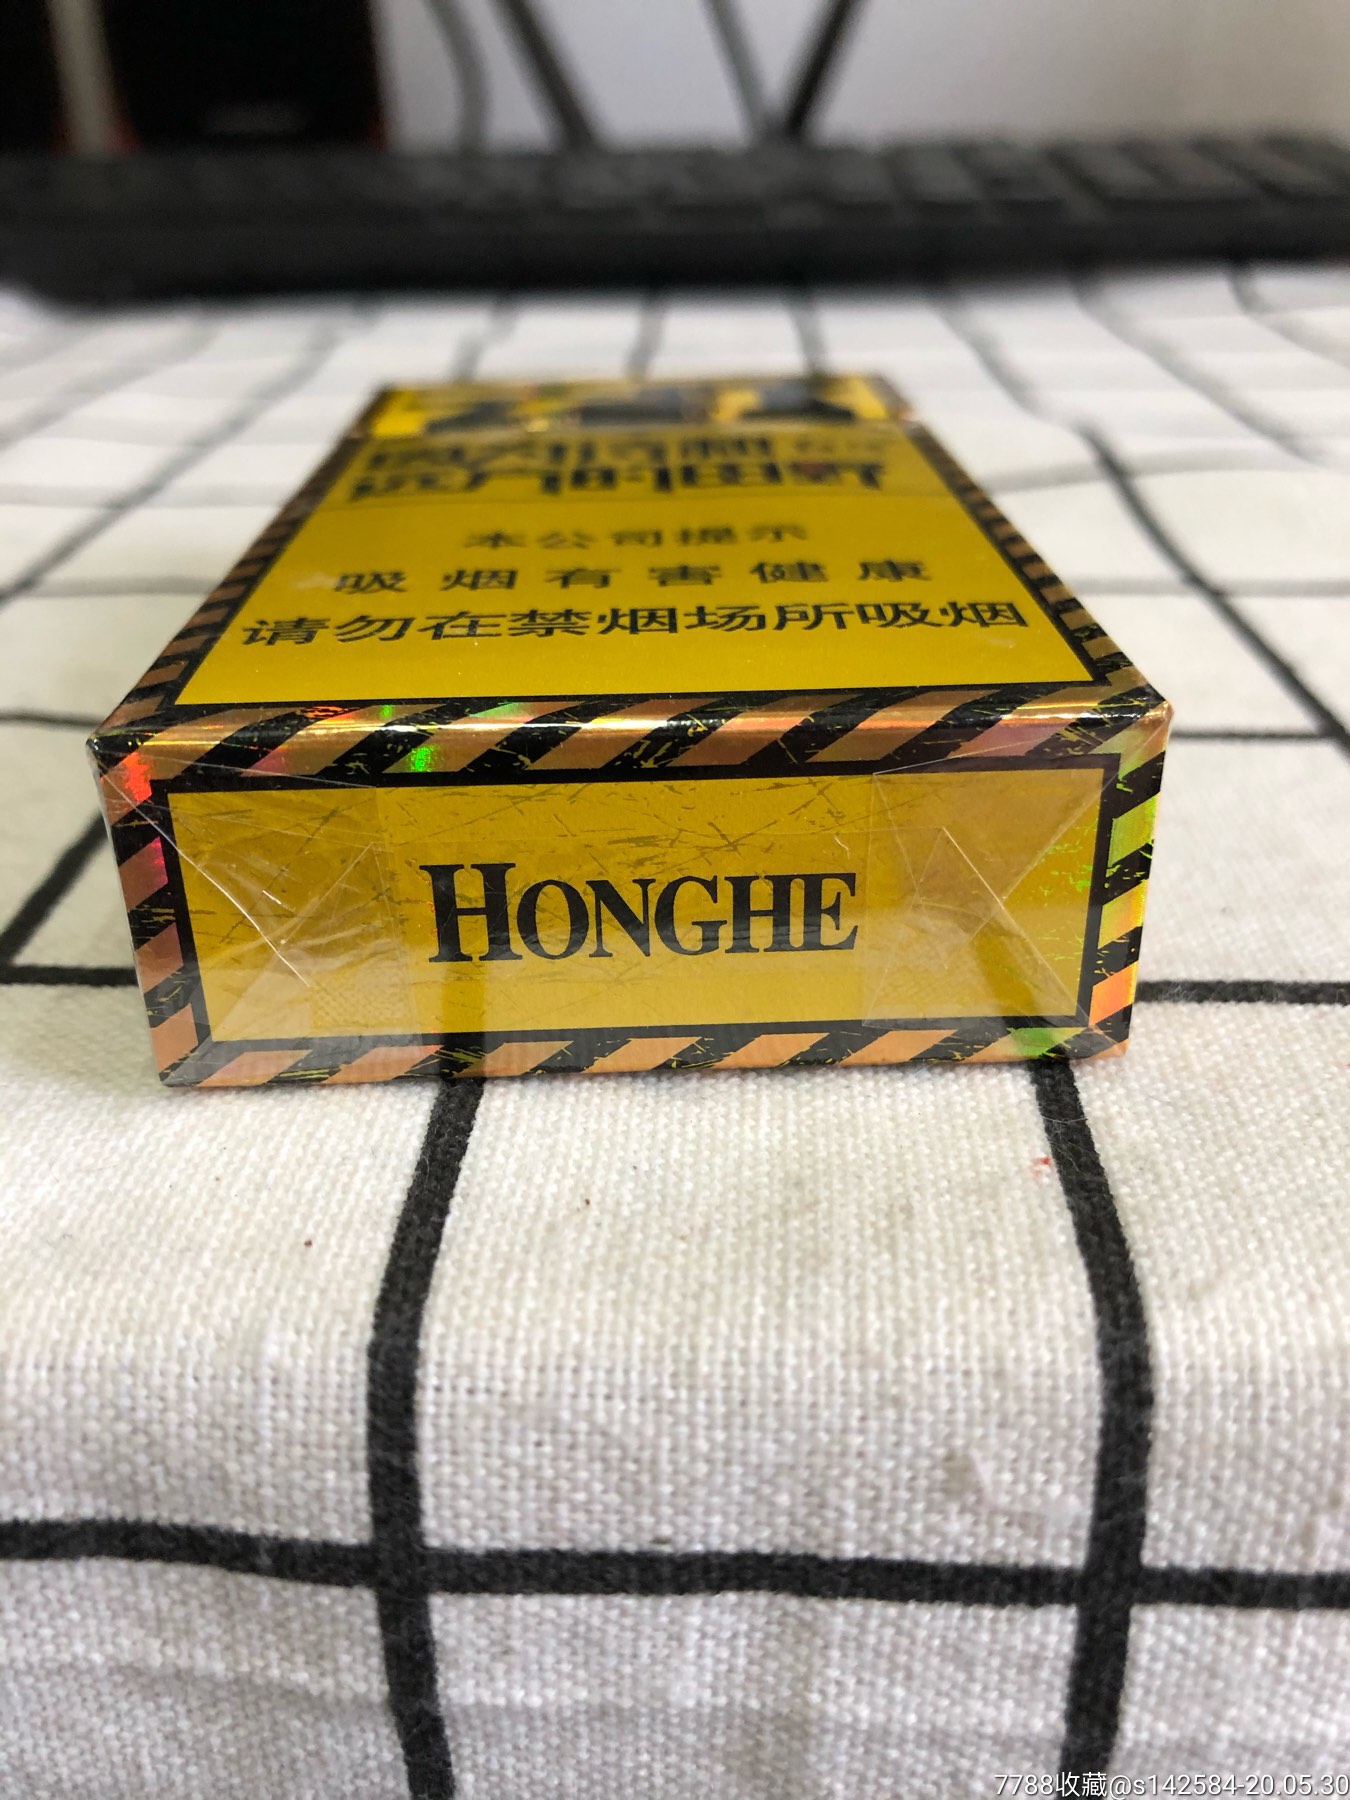 本公司提示
吸烟有害健康
请勿在禁烟场所吸烟
HONGHE
7788收藏@s142584-20.05.30